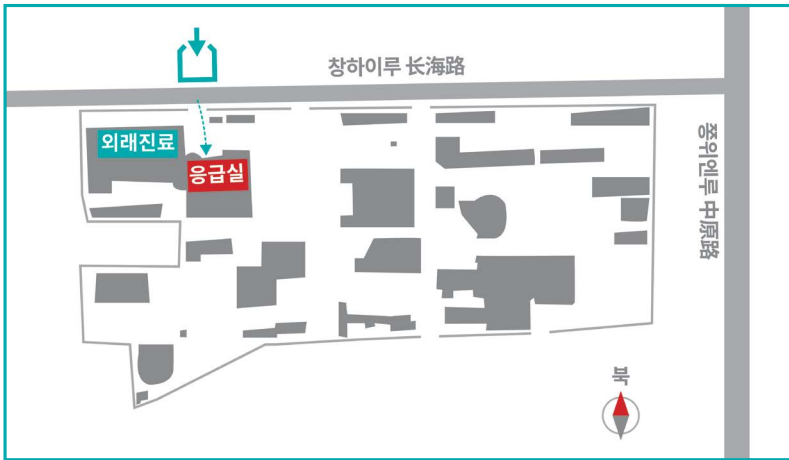 창하이루 长海路
외래진료
응급실
쭝위엔루 中原路
북